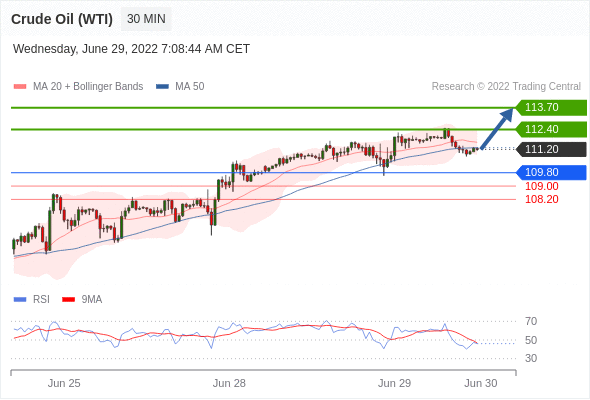 Crude Oil (WTI) 30 MIN
Wednesday, June 29, 2022 7:08:44 AM CET
MA 20 + Bollinger Bands MA 50 Research © 2022 Trading Central
113.70
112.40
111.20
109.80
109.00
108.20
RSI 9MA
70
50
30
Jun 25 Jun 28 Jun 29 Jun 30